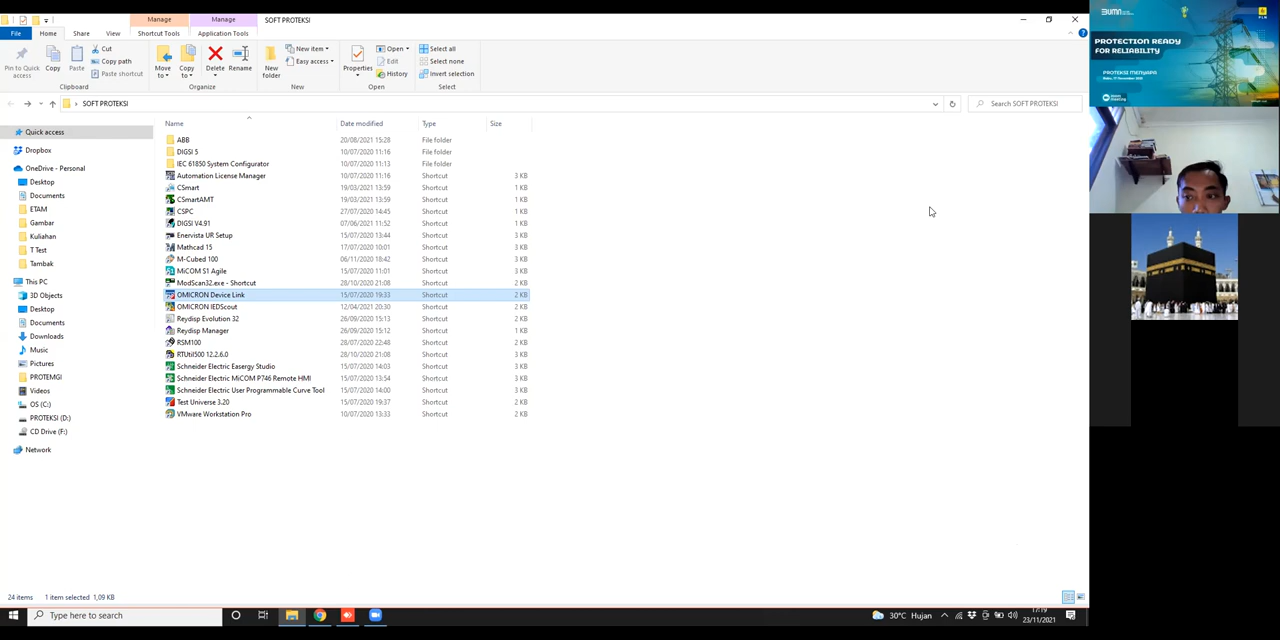 Manage
Manage
SOFT PROTEKSI
File
Home
Share
View
Shortcut Tools
Application Tools
Pin to Quick access
Copy
Paste
Cut
Copy path
Paste shortcut
Clipboard
Move to
Copy to
Delete
Rename
Organize
New folder
New item
Easy access
New
Properties
Open
Edit
History
Open
Select all
Select none
Invert selection
Select
SOFT PROTEKSI
Search SOFT PROTEKSI
Name Date modified Type Size
ABB 20/08/2021 15:28 File folder
DIGSI 5 10/07/2020 11:16 File folder
IEC 61850 System Configurator 10/07/2020 11:13 File folder
Automation License Manager 10/07/2020 11:16 Shortcut 3 KB
CSmart 19/03/2021 13:59 Shortcut 1 KB
CSmartAMT 19/03/2021 13:59 Shortcut 1 KB
CSPC 27/07/2020 14:45 Shortcut 1 KB
DIGSI V4.91 07/06/2021 11:52 Shortcut 1 KB
Enervista UR Setup 15/07/2020 13:44 Shortcut 3 KB
Mathcad 15 17/07/2020 10:01 Shortcut 2 KB
M-Cubed 100 06/11/2020 18:42 Shortcut 1 KB
MiCOM S1 Agile 15/07/2020 11:01 Shortcut 3 KB
ModScan32.exe - Shortcut 28/10/2020 21:08 Shortcut 2 KB
OMICRON Device Link 15/07/2020 19:33 Shortcut 2 KB
OMICRON IEDScout 12/04/2021 20:30 Shortcut 2 KB
Reydisp Evolution 32 26/09/2020 15:13 Shortcut 2 KB
Reydisp Manager 26/09/2020 15:12 Shortcut 1 KB
RSM100 28/07/2020 22:48 Shortcut 2 KB
RTUtil500 12.2.6.0 28/10/2020 21:08 Shortcut 2 KB
Schneider Electric Easergy Studio 15/07/2020 14:03 Shortcut 3 KB
Schneider Electric MiCOM P746 Remote HMI 15/07/2020 13:54 Shortcut 3 KB
Schneider Electric User Programmable Curve Tool 15/07/2020 14:00 Shortcut 3 KB
Test Universe 3.20 15/07/2020 19:37 Shortcut 2 KB
VMware Workstation Pro 10/07/2020 13:33 Shortcut 2 KB
Quick access
Dropbox
OneDrive - Personal
Desktop
Documents
ETAM
Gambar
Kuliahan
T Test
Tambak
This PC
3D Objects
Desktop
Documents
Downloads
Music
Pictures
PROTEMGI
Videos
OS (C:)
PROTEKSI (D:)
CD Drive (F:)
Network
24 items 1 item selected 1,09 KB
Type here to search
30°C Hujan
17:19
23/11/2021
BUMN
PLN
PROTECTION READY
FOR RELIABILITY
PROTEKSI MENYAPA